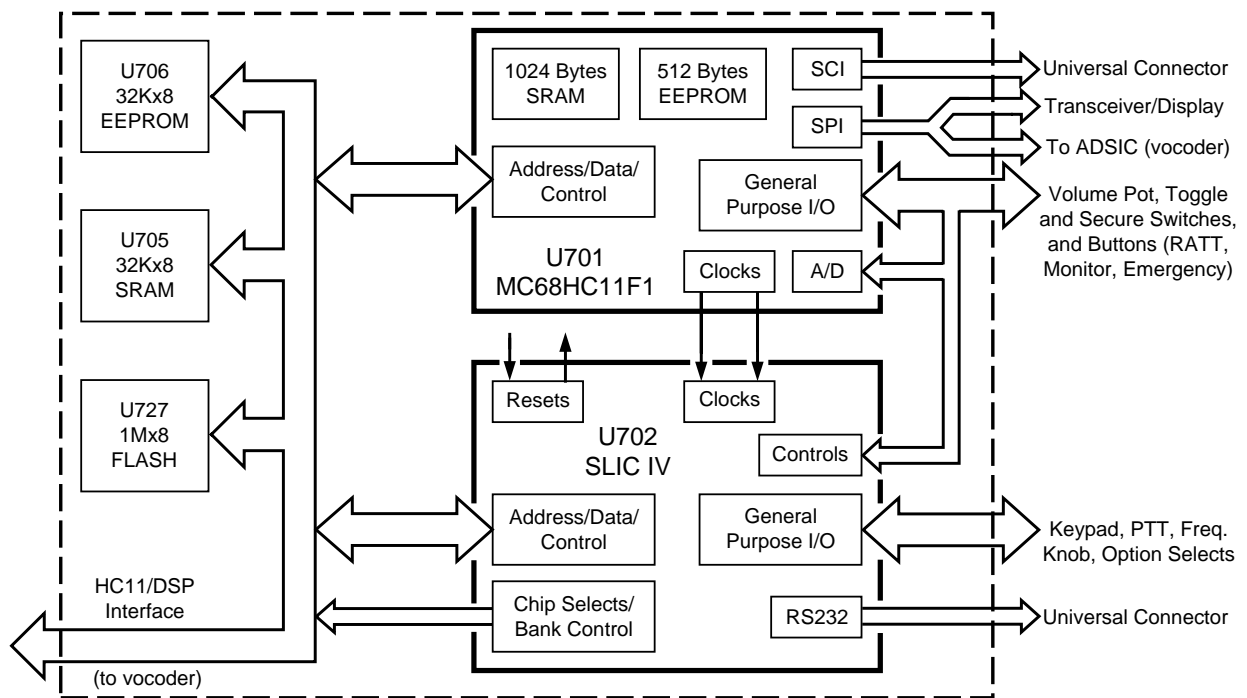 U706
32Kx8
EEPROM
U705
32Kx8
SRAM
U727
1Mx8
FLASH
HC11/DSP
Interface
(to vocoder)
1024 Bytes
SRAM
512 Bytes
EEPROM
SCI
SPI
Address/Data/
Control
General
Purpose I/O
U701
MC68HC11F1
Clocks
A/D
Resets
Clocks
U702
SLIC IV
Controls
Address/Data/
Control
General
Purpose I/O
Chip Selects/
Bank Control
RS232
Universal Connector
Transceiver/Display
To ADSIC (vocoder)
Volume Pot, Toggle
and Secure Switches,
and Buttons (RATT,
Monitor, Emergency)
Keypad, PTT, Freq.
Knob, Option Selects
Universal Connector